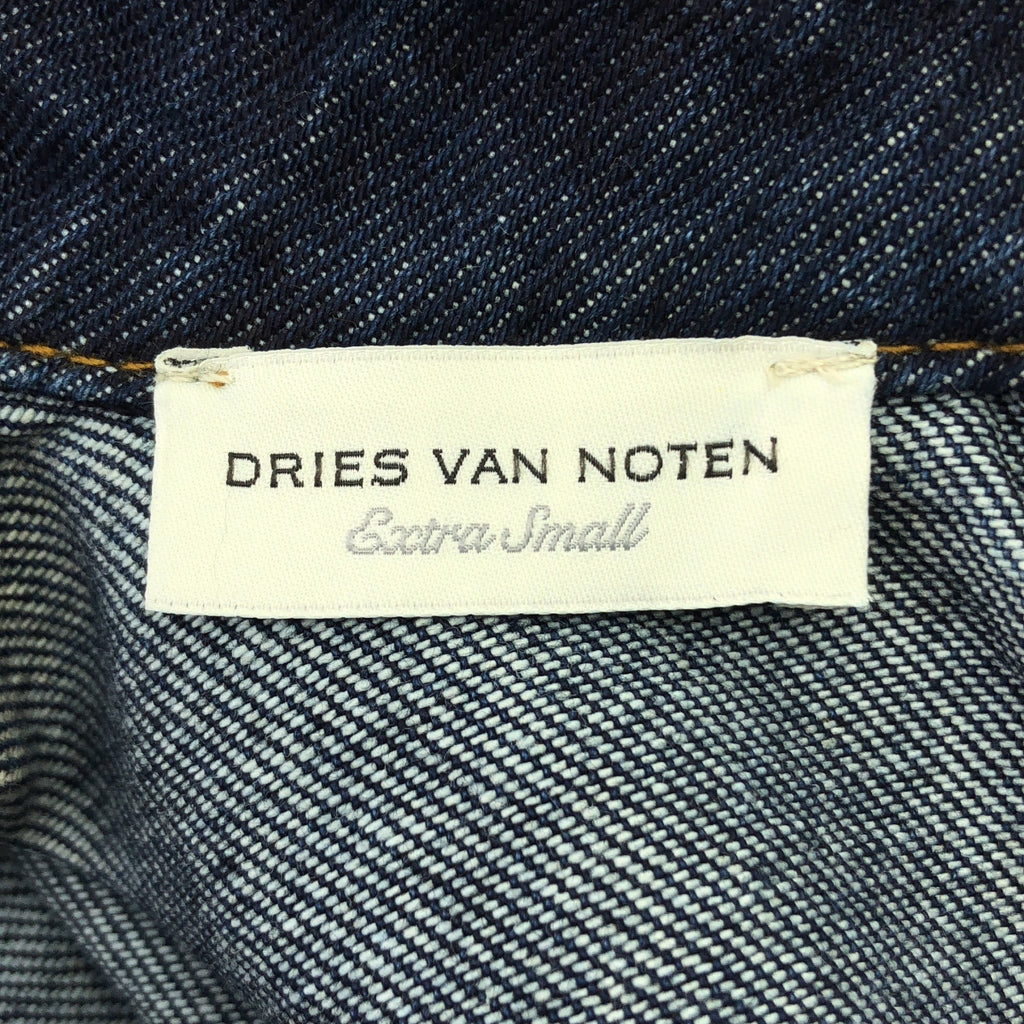 DRIES VAN NOTEN
Extra Small